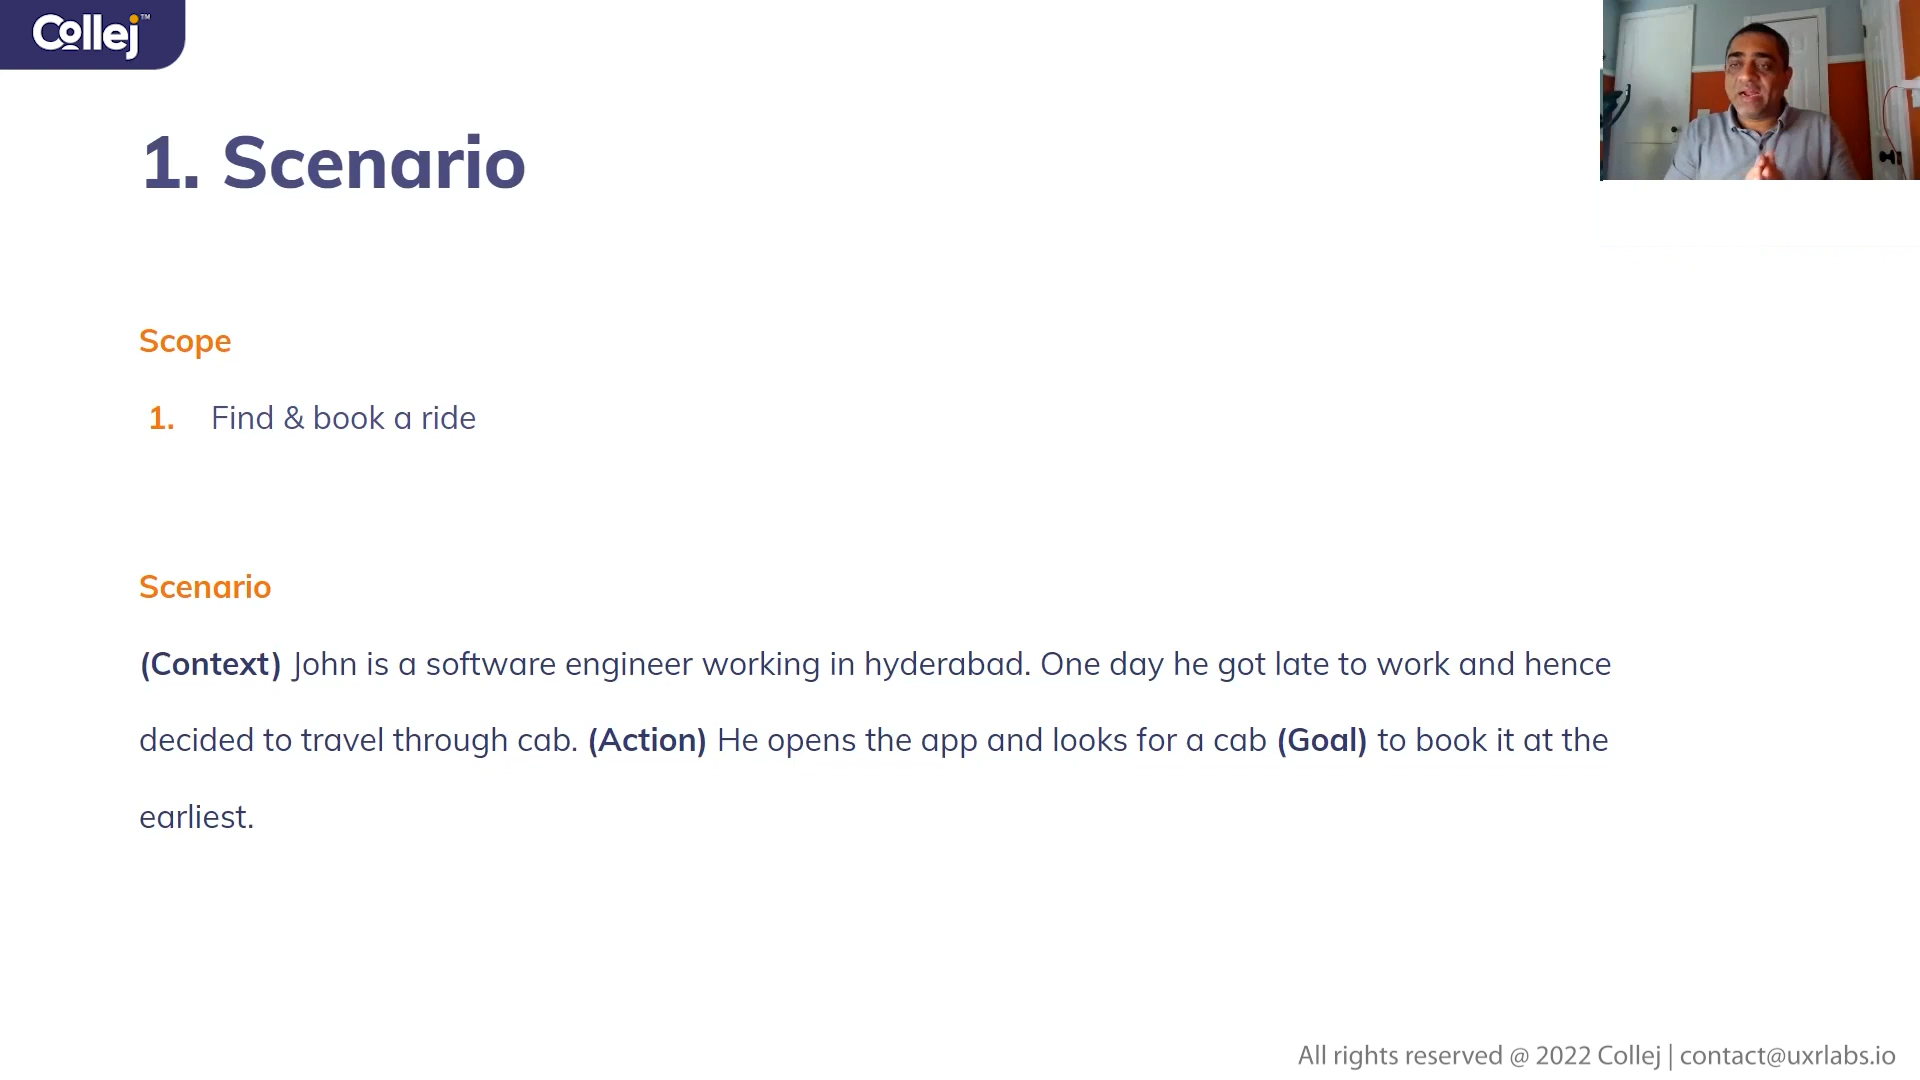 Collej™
1. Scenario
Scope
1. Find & book a ride
Scenario
(Context) John is a software engineer working in hyderabad. One day he got late to work and hence
decided to travel through cab. (Action) He opens the app and looks for a cab (Goal) to book it at the
earliest.
All rights reserved @ 2022 Collej | contact@uxrlabs.io